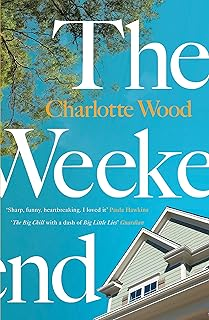 The
Charlotte Wood
Weeke
‘Sharp, funny, heartbreaking. I loved it’ Paula Hawkins
‘The Big Chill with a dash of Big Little Lies’ Guardian
end